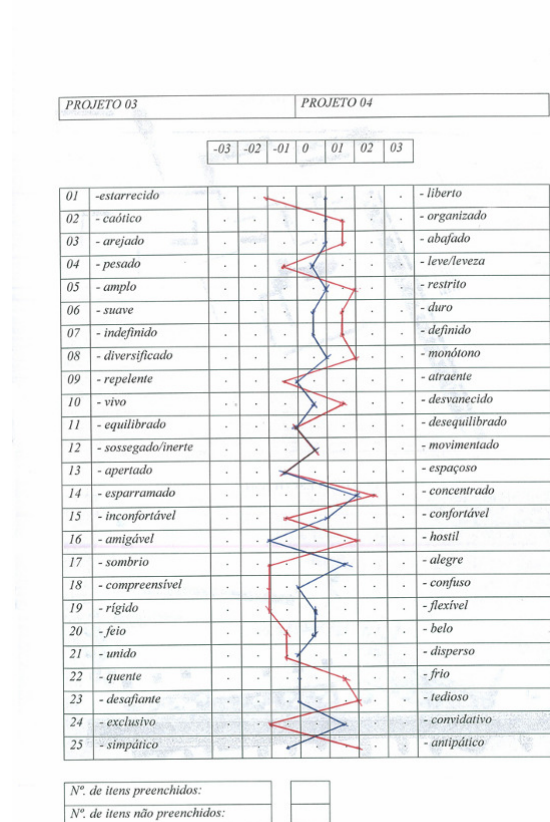 PROJETO 03 PROJETO 04
-03 -02 -01 0 01 02 03
01 -estarrecido - liberto
02 - caótico - organizado
03 - arejado - abafado
04 - pesado - leve/leveza
05 - amplo - restrito
06 - suave - duro
07 - indefinido - definido
08 - diversificado - monótono
09 - repelente - atraente
10 - vivo - desvanecido
11 - equilibrado - desequilibrado
12 - sossegado/inerte - movimentado
13 - apertado - espaçoso
14 - esparramado - concentrado
15 - inconfortável - confortável
16 - amigável - hostil
17 - sombrio - alegre
18 - compreensível - confuso
19 - rígido - flexível
20 - feio - belo
21 - unido - disperso
22 - quente - frio
23 - desafiante - tedioso
24 - exclusivo - convidativo
25 - simpático - antipático
Nº. de itens preenchidos:
Nº. de itens não preenchidos: